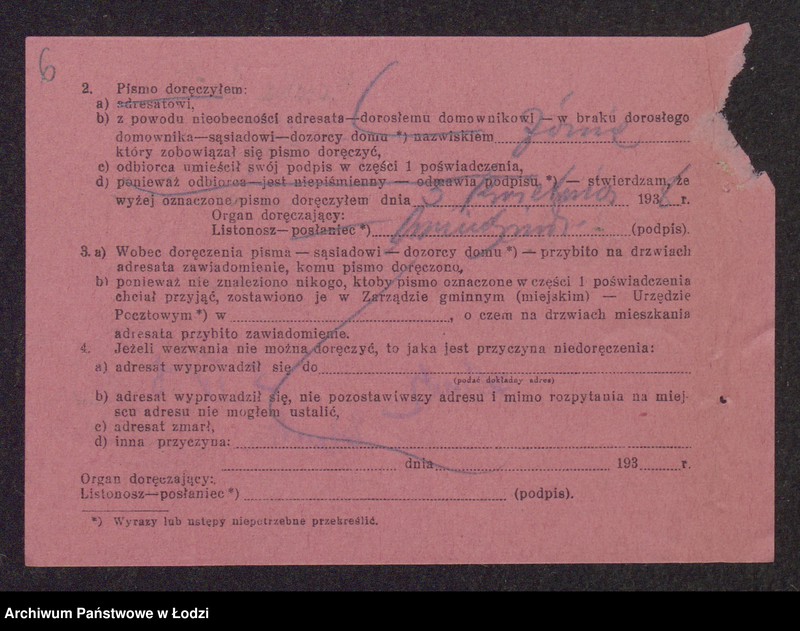 6
2. Pismo doręczyłem:
a) adresatowi,
b) z powodu nieobecności adresata—dorosłemu domownikowi — w braku dorosłego
domownika—sąsiadowi—dozorcy domu *) nazwiskiem
który zobowiązał się pismo doręczyć,
c) odbiorca umieścił swój podpis w części 1 poświadczenia,
d) ponieważ odbiorca—jest niepiśmienny — odmawia podpisu *) — stwierdzam, że
wyżej oznaczone pismo doręczyłem dnia 3 kwietnia 193 r.
Organ doręczający:
Listonosz—posłaniec *) (podpis).
3. a) Wobec doręczenia pisma — sąsiadowi — dozorcy domu *) — przybito na drzwiach
adresata zawiadomienie, komu pismo doręczono,
b) ponieważ nie znaleziono nikogo, ktoby pismo oznaczone w części 1 poświadczenia
chciał przyjąć, zostawiono je w Zarządzie gminnym (miejskim) — Urzędzie
Pocztowym *) w , o czem na drzwiach mieszkania
adresata przybito zawiadomienie.
4. Jeżeli wezwania nie można doręczyć, to jaka jest przyczyna niedoręczenia:
a) adresat wyprowadził się do
(podać dokładny adres)
b) adresat wyprowadził się, nie pozostawiwszy adresu i mimo rozpytania na miej-
scu adresu nie mogłem ustalić,
c) adresat zmarł,
d) inna przyczyna:
dnia 193 r.
Organ doręczający:
Listonosz—posłaniec *) (podpis).
*) Wyrazy lub ustępy niepotrzebne przekreślić.
Archiwum Państwowe w Łodzi